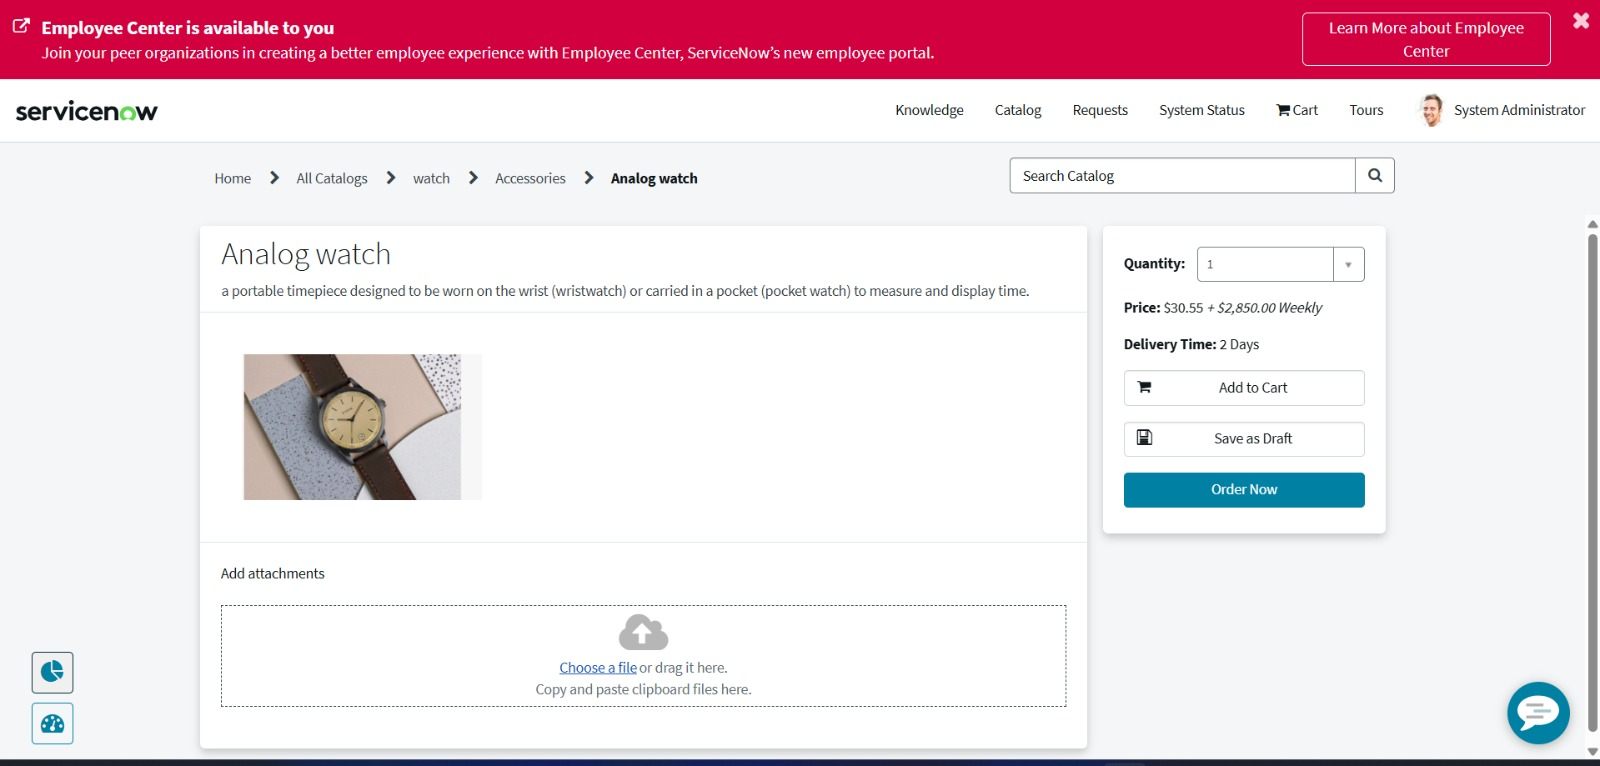 Employee Center is available to you
Join your peer organizations in creating a better employee experience with Employee Center, ServiceNow's new employee portal.
Learn More about Employee
Center
servicenow
Knowledge
Catalog
Requests
System Status
Cart
Tours
System Administrator
Home
All Catalogs
watch
Accessories
Analog watch
Search Catalog
Analog watch
a portable timepiece designed to be worn on the wrist (wristwatch) or carried in a pocket (pocket watch) to measure and display time.
Quantity: 1
Price: $30.55 + $2,850.00 Weekly
Delivery Time: 2 Days
Add to Cart
Save as Draft
Order Now
Add attachments
Choose a file or drag it here.
Copy and paste clipboard files here.